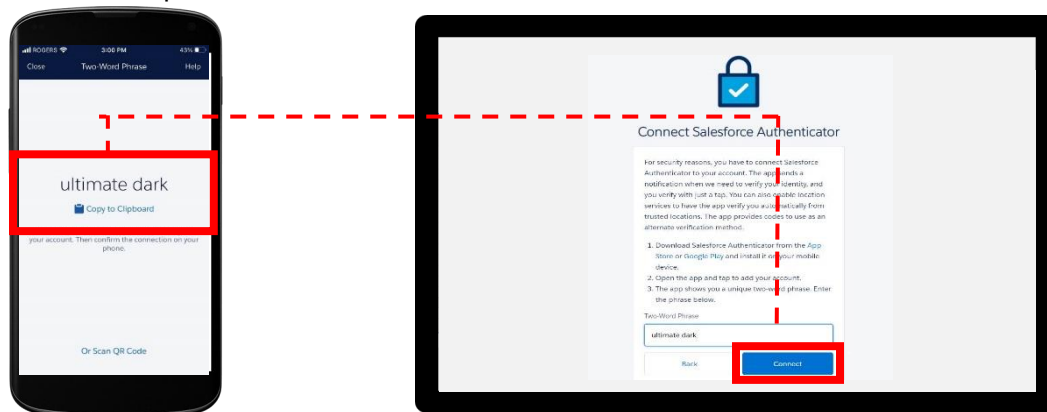 ROGERS 3:00 PM 43%
Close Two-Word Phrase Help
ultimate dark
Copy to Clipboard
your account. Then confirm the connection on your
phone.
Or Scan QR Code
Connect Salesforce Authenticator
For security reasons, you have to connect Salesforce
Authenticator to your account. The app sends a
notification when we need to verify your identity, and
you verify with just a tap. You can also enable location
services to have the app verify you automatically from
trusted locations. The app provides codes to use as an
alternate verification method.
1. Download Salesforce Authenticator from the App
Store or Google Play and install it on your mobile
device.
2. Open the app and tap to add your account.
3. The app shows you a unique two-word phrase. Enter
the phrase below.
Two-Word Phrase
ultimate dark
Back Connect